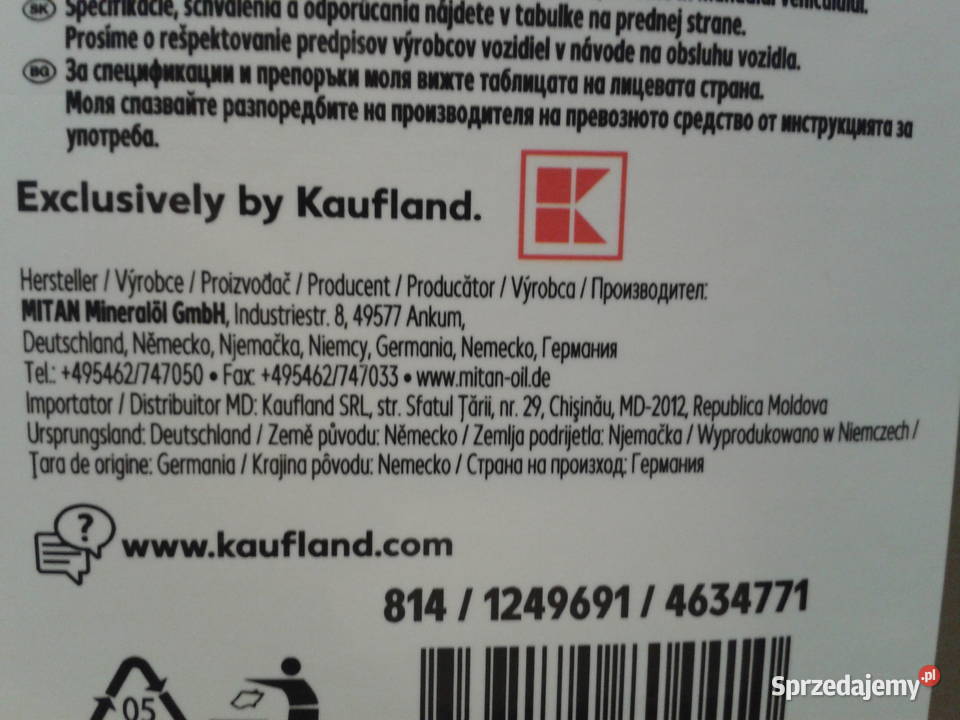 vehiculului.
SK Špecifikácie, schválenia a odporúčania nájdete v tabuľke na prednej strane.
Prosíme o rešpektovanie predpisov výrobcov vozidiel v návode na obsluhu vozidla.
BG За спецификации и препоръки моля вижте таблицата на лицевата страна.
Моля спазвайте разпоредбите на производителя на превозното средство от инструкцията за
употреба.
Exclusively by Kaufland.
Hersteller / Výrobce / Proizvođač / Producent / Producător / Výrobca / Производител:
MITAN Mineralöl GmbH, Industriestr. 8, 49577 Ankum,
Deutschland, Německo, Njemačka, Niemcy, Germania, Nemecko, Германия
Tel.: +495462/747050 • Fax: +495462/747033 • www.mitan-oil.de
Importator / Distribuitor MD: Kaufland SRL, str. Sfatul Țării, nr. 29, Chișinău, MD-2012, Republica Moldova
Ursprungsland: Deutschland / Země původu: Německo / Zemlja podrijetla: Njemačka / Wyprodukowano w Niemczech /
Țara de origine: Germania / Krajina pôvodu: Nemecko / Страна на произход: Германия
?
www.kaufland.com
814 / 1249691 / 4634771
05
Sprzedajemy.pl